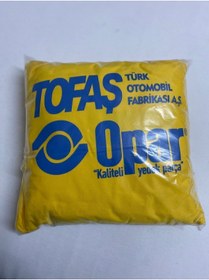 TOFAŞ
TÜRK
OTOMOBİL
FABRİKASI A.Ş.
Opar
"Kaliteli yedek parça"